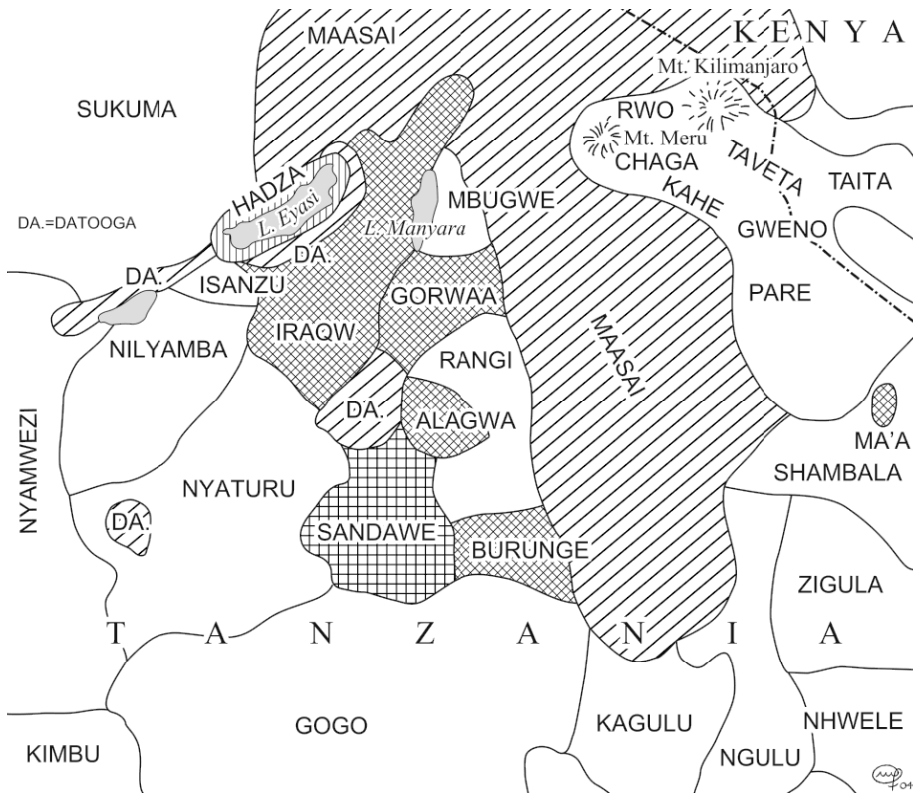 KENYA
MAASAI
Mt. Kilimanjaro
SUKUMA
RWO
Mt. Meru
CHAGA
TAVETA
HADZA
TAITA
KAHE
L. Eyasi
MBUGWE
DA.=DATOOGA
L. Manyara
GWENO
DA.
DA.
ISANZU
GORWAA
PARE
IRAQW
NILYAMBA
RANGI
MAASAI
DA.
ALAGWA
MA'A
SHAMBALA
NYAMWEZI
NYATURU
DA.
SANDAWE
BURUNGE
ZIGULA
TANZANIA
GOGO
KAGULU
NHWELE
KIMBU
NGULU